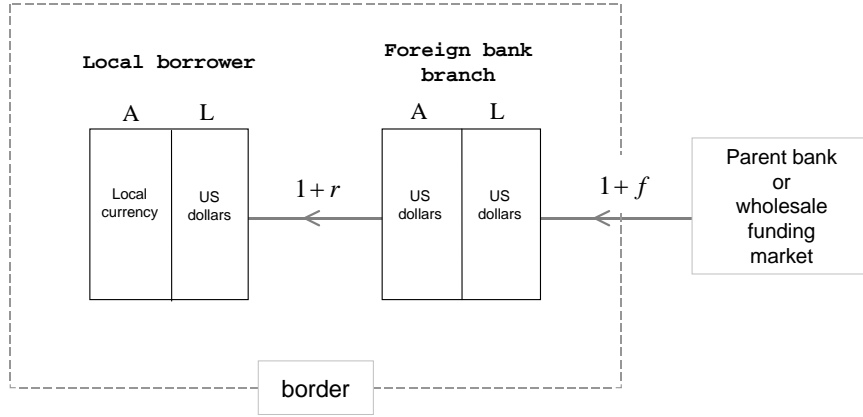 Local borrower
Foreign bank
branch
A
L
A
L
Local
currency
US
dollars
1+r
US
dollars
US
dollars
1+f
Parent bank
or
wholesale
funding
market
border